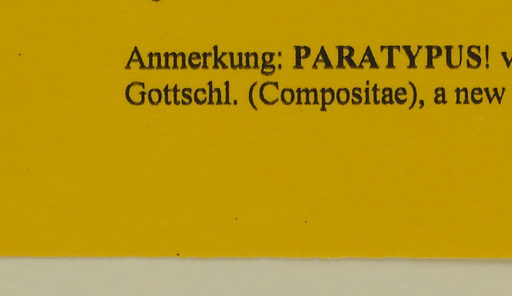 Anmerkung: PARATYPUS!
Gottschl. (Compositae), a new